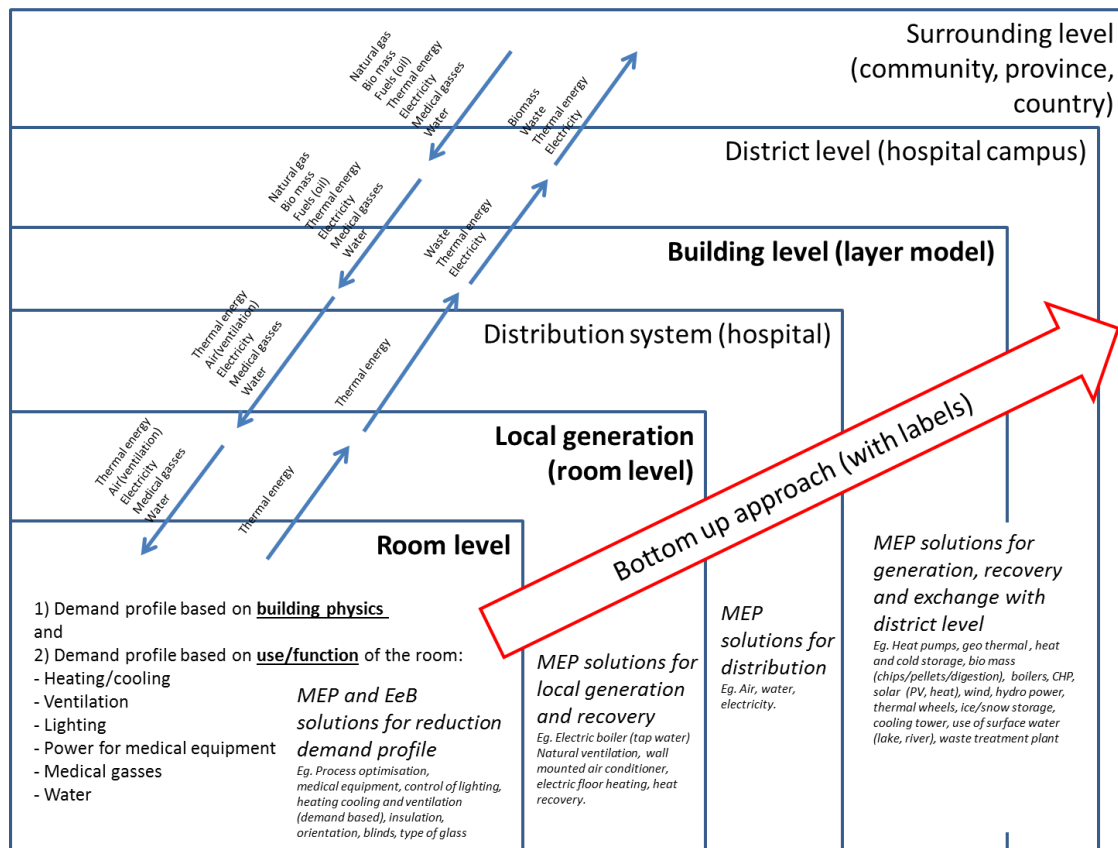 Surrounding level
(community, province,
country)
Natural gas
Bio mass
Fuels (oil)
Thermal energy
Electricity
Medical gasses
Water
Biomass
Waste
Thermal energy
Electricity
District level (hospital campus)
Natural gas
Bio mass
Fuels (oil)
Thermal energy
Electricity
Medical gasses
Water
Waste
Thermal energy
Electricity
Building level (layer model)
Thermal energy
Air(ventilation)
Electricity
Medical gasses
Water
Thermal energy
Distribution system (hospital)
Thermal energy
Air(ventilation)
Electricity
Medical gasses
Water
Thermal energy
Local generation
(room level)
Room level
Bottom up approach (with labels)
1) Demand profile based on building physics
and
2) Demand profile based on use/function of the room:
- Heating/cooling
- Ventilation
- Lighting
- Power for medical equipment
- Medical gasses
- Water
MEP and EeB
solutions for reduction
demand profile
Eg. Process optimisation,
medical equipment, control of lighting,
heating cooling and ventilation
(demand based), insulation,
orientation, blinds, type of glass
MEP solutions for
local generation
and recovery
Eg. Electric boiler (tap water)
Natural ventilation, wall
mounted air conditioner,
electric floor heating, heat
recovery.
MEP
solutions for
distribution
Eg. Air, water,
electricity.
MEP solutions for
generation, recovery
and exchange with
district level
Eg. Heat pumps, geo thermal , heat
and cold storage, bio mass
(chips/pellets/digestion), boilers, CHP,
solar (PV, heat), wind, hydro power,
thermal wheels, ice/snow storage,
cooling tower, use of surface water
(lake, river), waste treatment plant